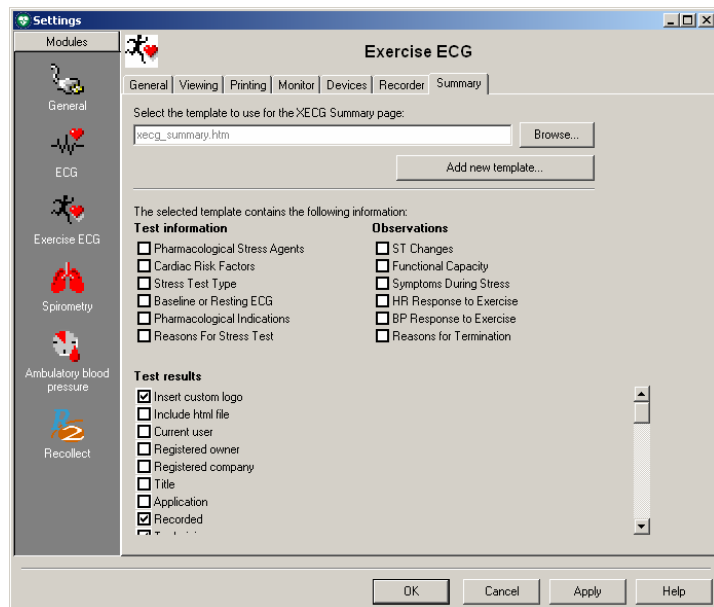 Settings
Modules
General
ECG
Exercise ECG
Spirometry
Ambulatory blood
pressure
Recollect
Exercise ECG
General Viewing Printing Monitor Devices Recorder Summary
Select the template to use for the XECG Summary page:
xecg_summary.htm
Browse...
Add new template...
The selected template contains the following information:
Test information
Pharmacological Stress Agents
Cardiac Risk Factors
Stress Test Type
Baseline or Resting ECG
Pharmacological Indications
Reasons For Stress Test
Observations
ST Changes
Functional Capacity
Symptoms During Stress
HR Response to Exercise
BP Response to Exercise
Reasons for Termination
Test results
Insert custom logo
Include html file
Current user
Registered owner
Registered company
Title
Application
Recorded
OK Cancel Apply Help